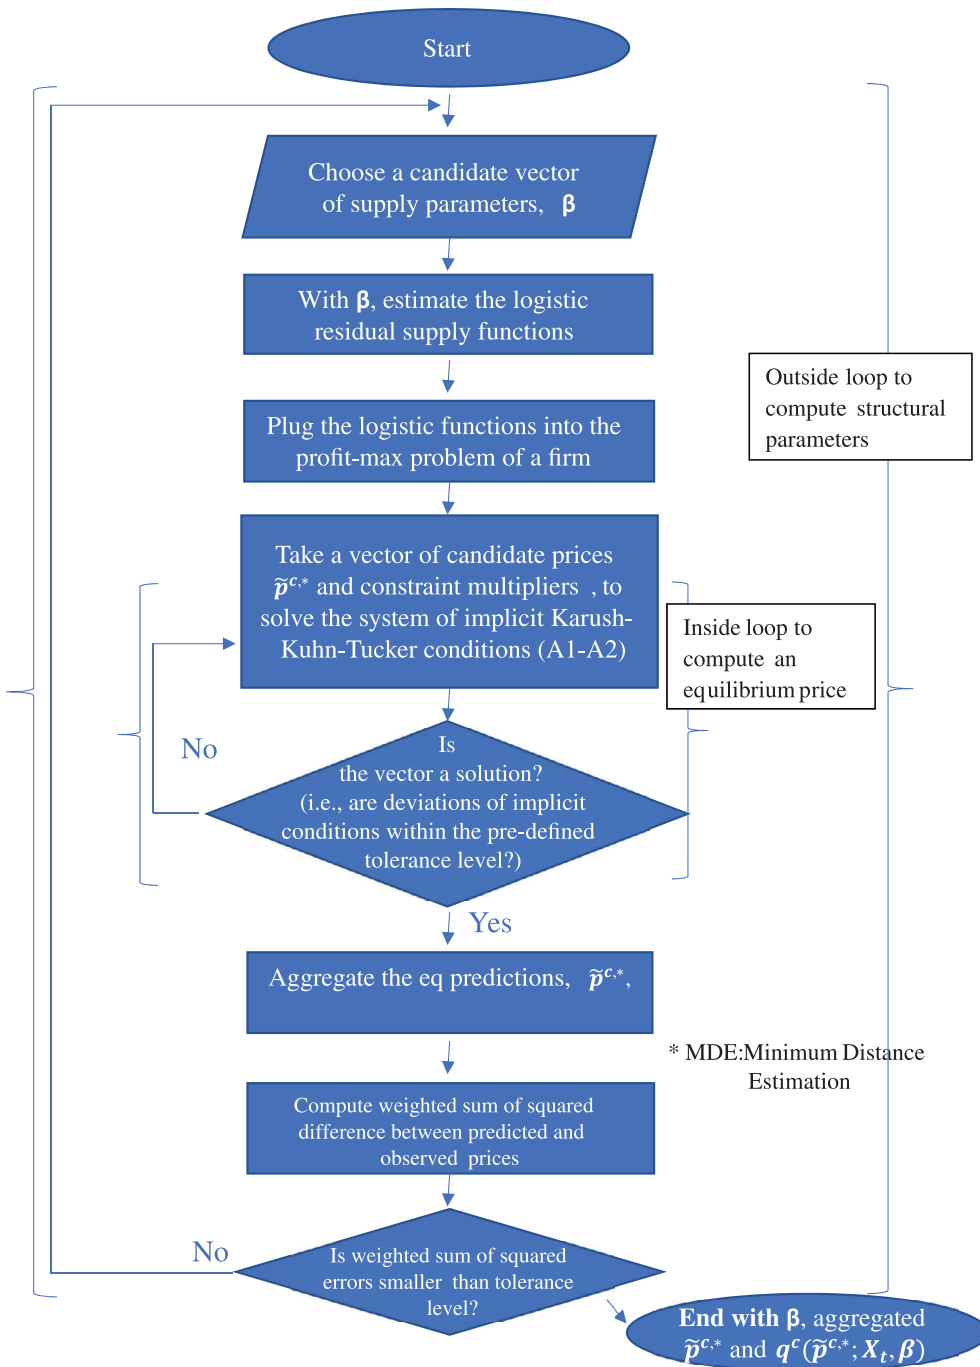 Start
Choose a candidate vector
of supply parameters, β
With β, estimate the logistic
residual supply functions
Plug the logistic functions into the
profit-max problem of a firm
Outside loop to
compute structural
parameters
Take a vector of candidate prices
p̃^{c,*} and constraint multipliers , to
solve the system of implicit Karush-
Kuhn-Tucker conditions (A1-A2)
Inside loop to
compute an
equilibrium price
No
Is
the vector a solution?
(i.e., are deviations of implicit
conditions within the pre-defined
tolerance level?)
Yes
Aggregate the eq predictions, p̃^{c,*},
* MDE:Minimum Distance
Estimation
Compute weighted sum of squared
difference between predicted and
observed prices
No
Is weighted sum of squared
errors smaller than tolerance
level?
End with β, aggregated
p̃^{c,*} and q^c(p̃^{c,*}; X_t, β)